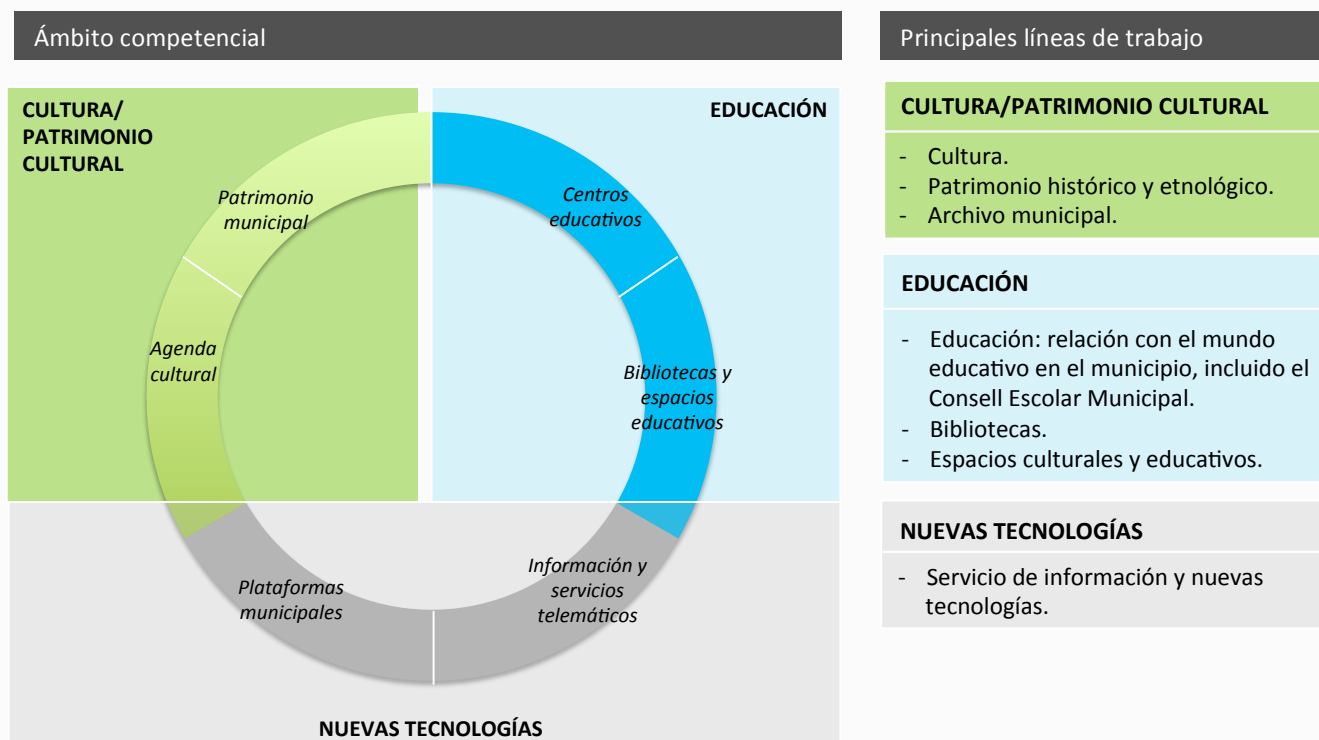 Ámbito competencial
CULTURA/
PATRIMONIO
CULTURAL
EDUCACIÓN
Patrimonio
municipal
Centros
educativos
Agenda
cultural
Bibliotecas y
espacios
educativos
Plataformas
municipales
Información y
servicios
telemáticos
NUEVAS TECNOLOGÍAS
Principales líneas de trabajo
CULTURA/PATRIMONIO CULTURAL
- Cultura.
- Patrimonio histórico y etnológico.
- Archivo municipal.
EDUCACIÓN
- Educación: relación con el mundo
educativo en el municipio, incluido el
Consell Escolar Municipal.
- Bibliotecas.
- Espacios culturales y educativos.
NUEVAS TECNOLOGÍAS
- Servicio de información y nuevas
tecnologías.